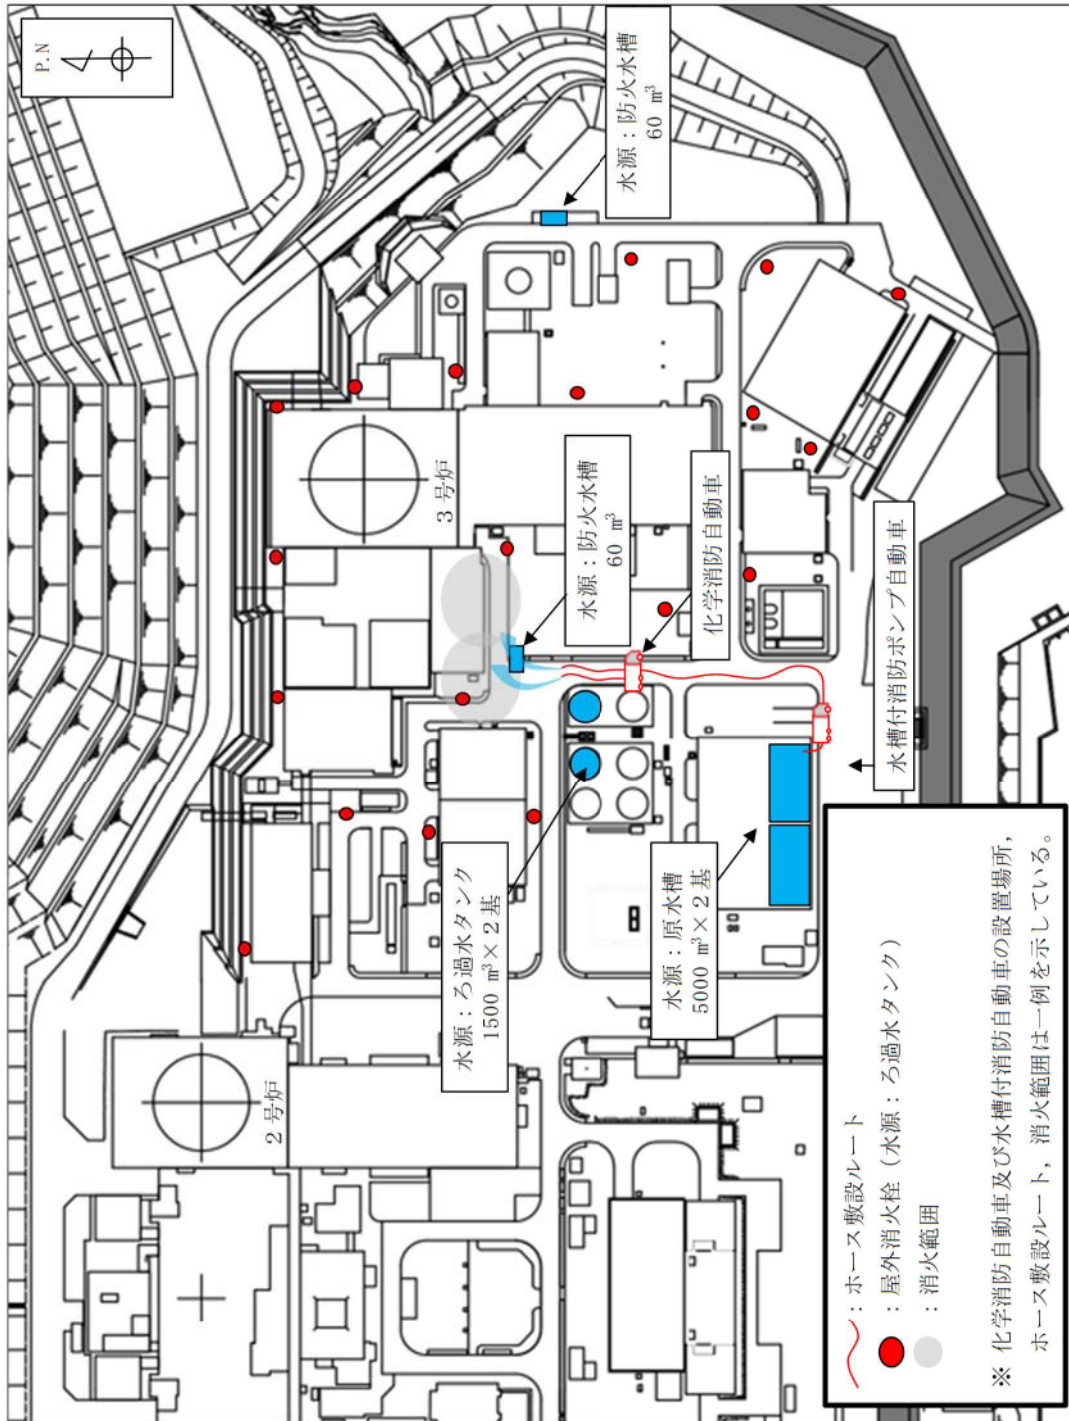 P.N
水源：防火水槽
60 m³
3号炉
水源：防火水槽
60 m³
化学消防自動車
水槽付消防ポンプ自動車
水源：ろ過水タンク
1500 m³×2基
水源：原水槽
5000 m³×2基
2号炉
：ホース敷設ルート
：屋外消火栓（水源：ろ過水タンク）
：消火範囲
※ 化学消防自動車及び水槽付消防自動車の設置場所，
ホース敷設ルート，消火範囲は一例を示している。